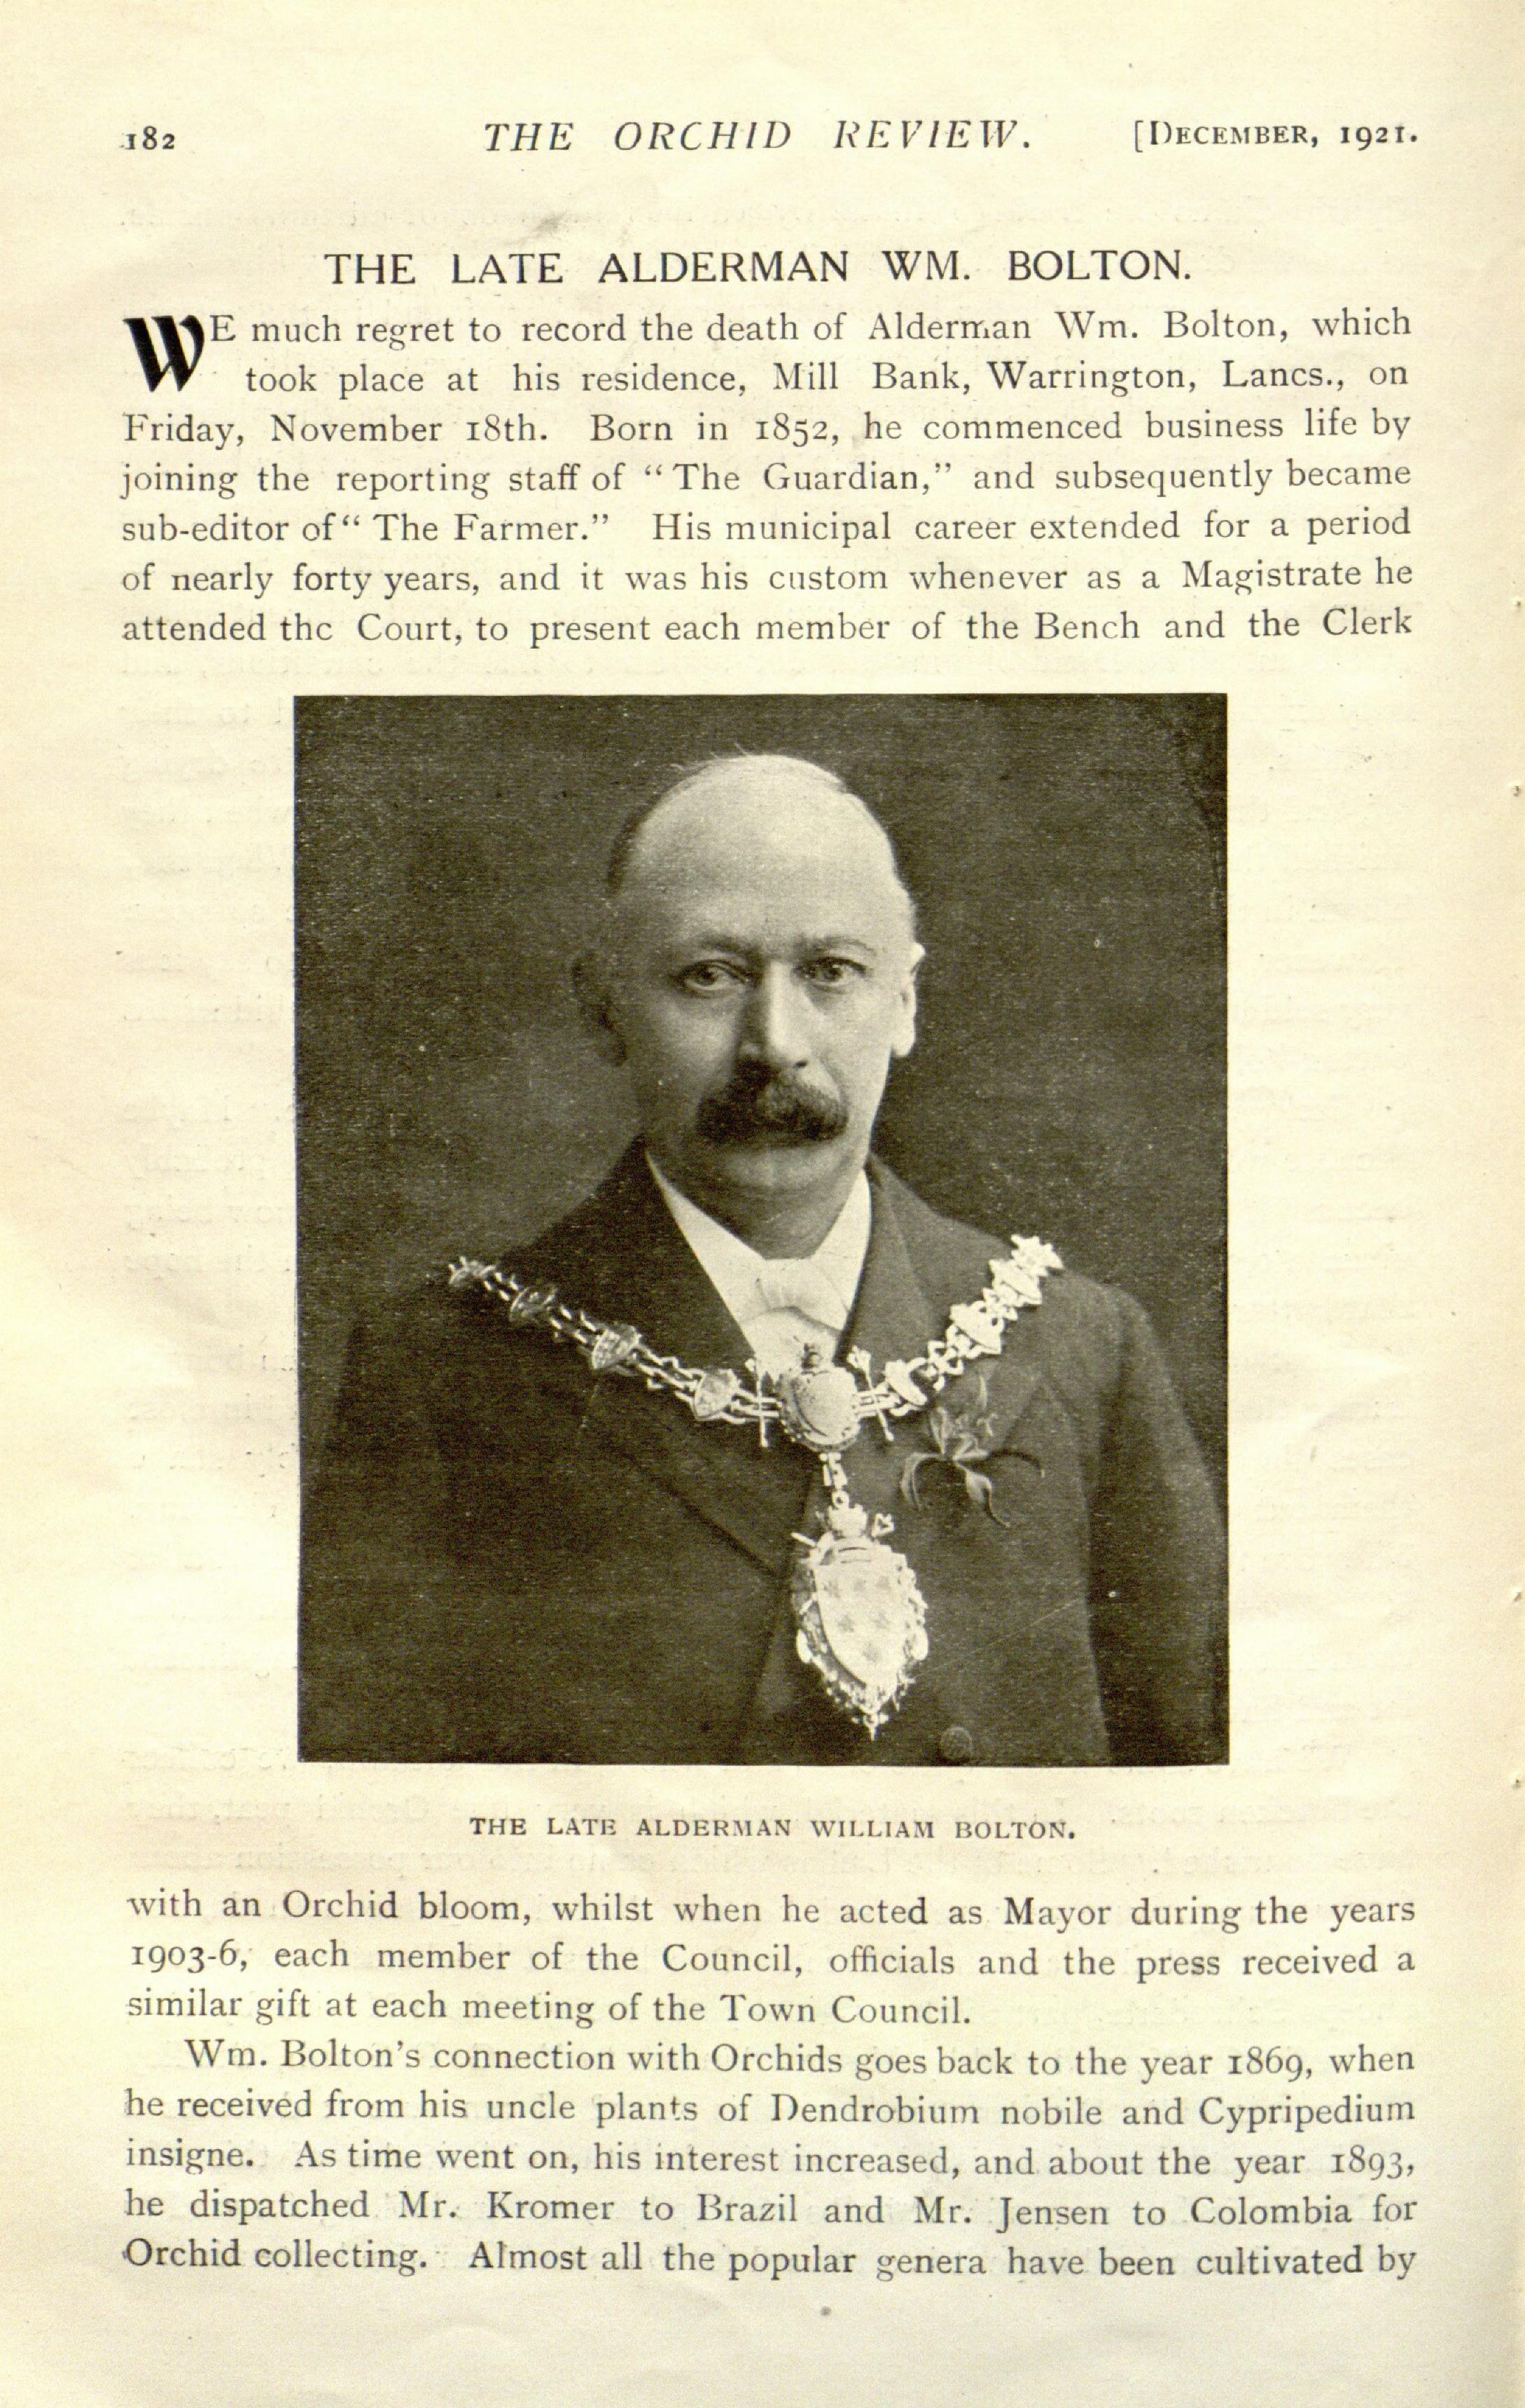 182 THE ORCHID REVIEW. [DECEMBER, 1921.
THE LATE ALDERMAN WM. BOLTON.
WE much regret to record the death of Alderman Wm. Bolton, which
took place at his residence, Mill Bank, Warrington, Lancs., on
Friday, November 18th. Born in 1852, he commenced business life by
joining the reporting staff of “The Guardian,” and subsequently became
sub-editor of “The Farmer.” His municipal career extended for a period
of nearly forty years, and it was his custom whenever as a Magistrate he
attended the Court, to present each member of the Bench and the Clerk
THE LATE ALDERMAN WILLIAM BOLTON.
with an Orchid bloom, whilst when he acted as Mayor during the years
1903-6, each member of the Council, officials and the press received a
similar gift at each meeting of the Town Council.
Wm. Bolton’s connection with Orchids goes back to the year 1869, when
he received from his uncle plants of Dendrobium nobile and Cypripedium
insigne. As time went on, his interest increased, and about the year 1893,
he dispatched Mr. Kromer to Brazil and Mr. Jensen to Colombia for
Orchid collecting. Almost all the popular genera have been cultivated by